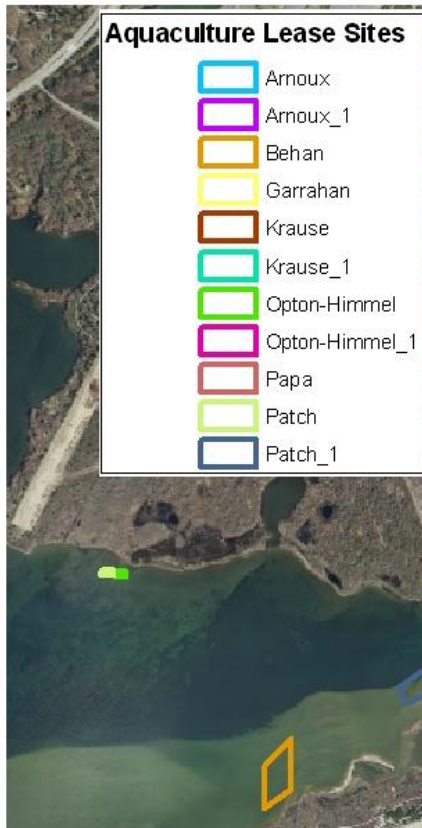 Aquaculture Lease Sites
Arnoux
Arnoux_1
Behan
Garrahan
Krause
Krause_1
Opton-Himmel
Opton-Himmel_1
Papa
Patch
Patch_1